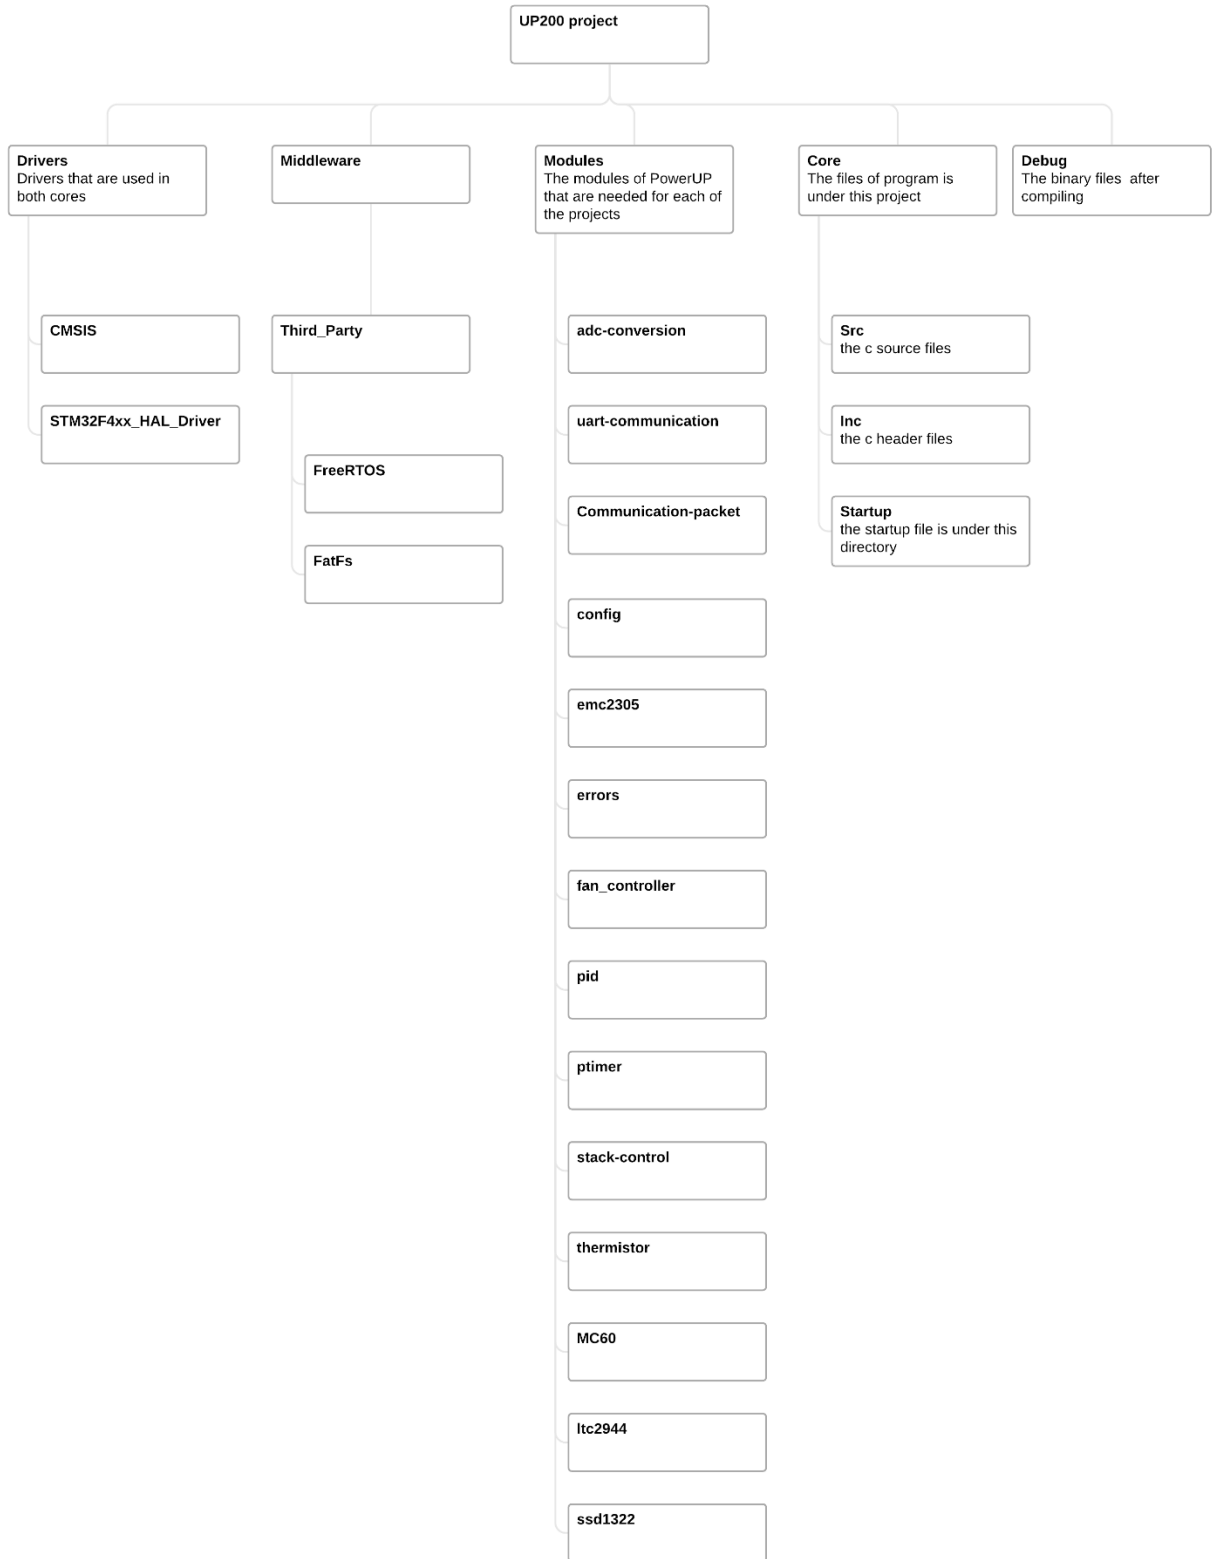 UP200 project
Drivers
Drivers that are used in
both cores
Middleware
Modules
The modules of PowerUP
that are needed for each of
the projects
Core
The files of program is
under this project
Debug
The binary files  after
compiling
CMSIS
STM32F4xx_HAL_Driver
Third_Party
FreeRTOS
FatFs
adc-conversion
uart-communication
Communication-packet
config
emc2305
errors
fan_controller
pid
ptimer
stack-control
thermistor
MC60
ltc2944
ssd1322
Src
the c source files
Inc
the c header files
Startup
the startup file is under this
directory